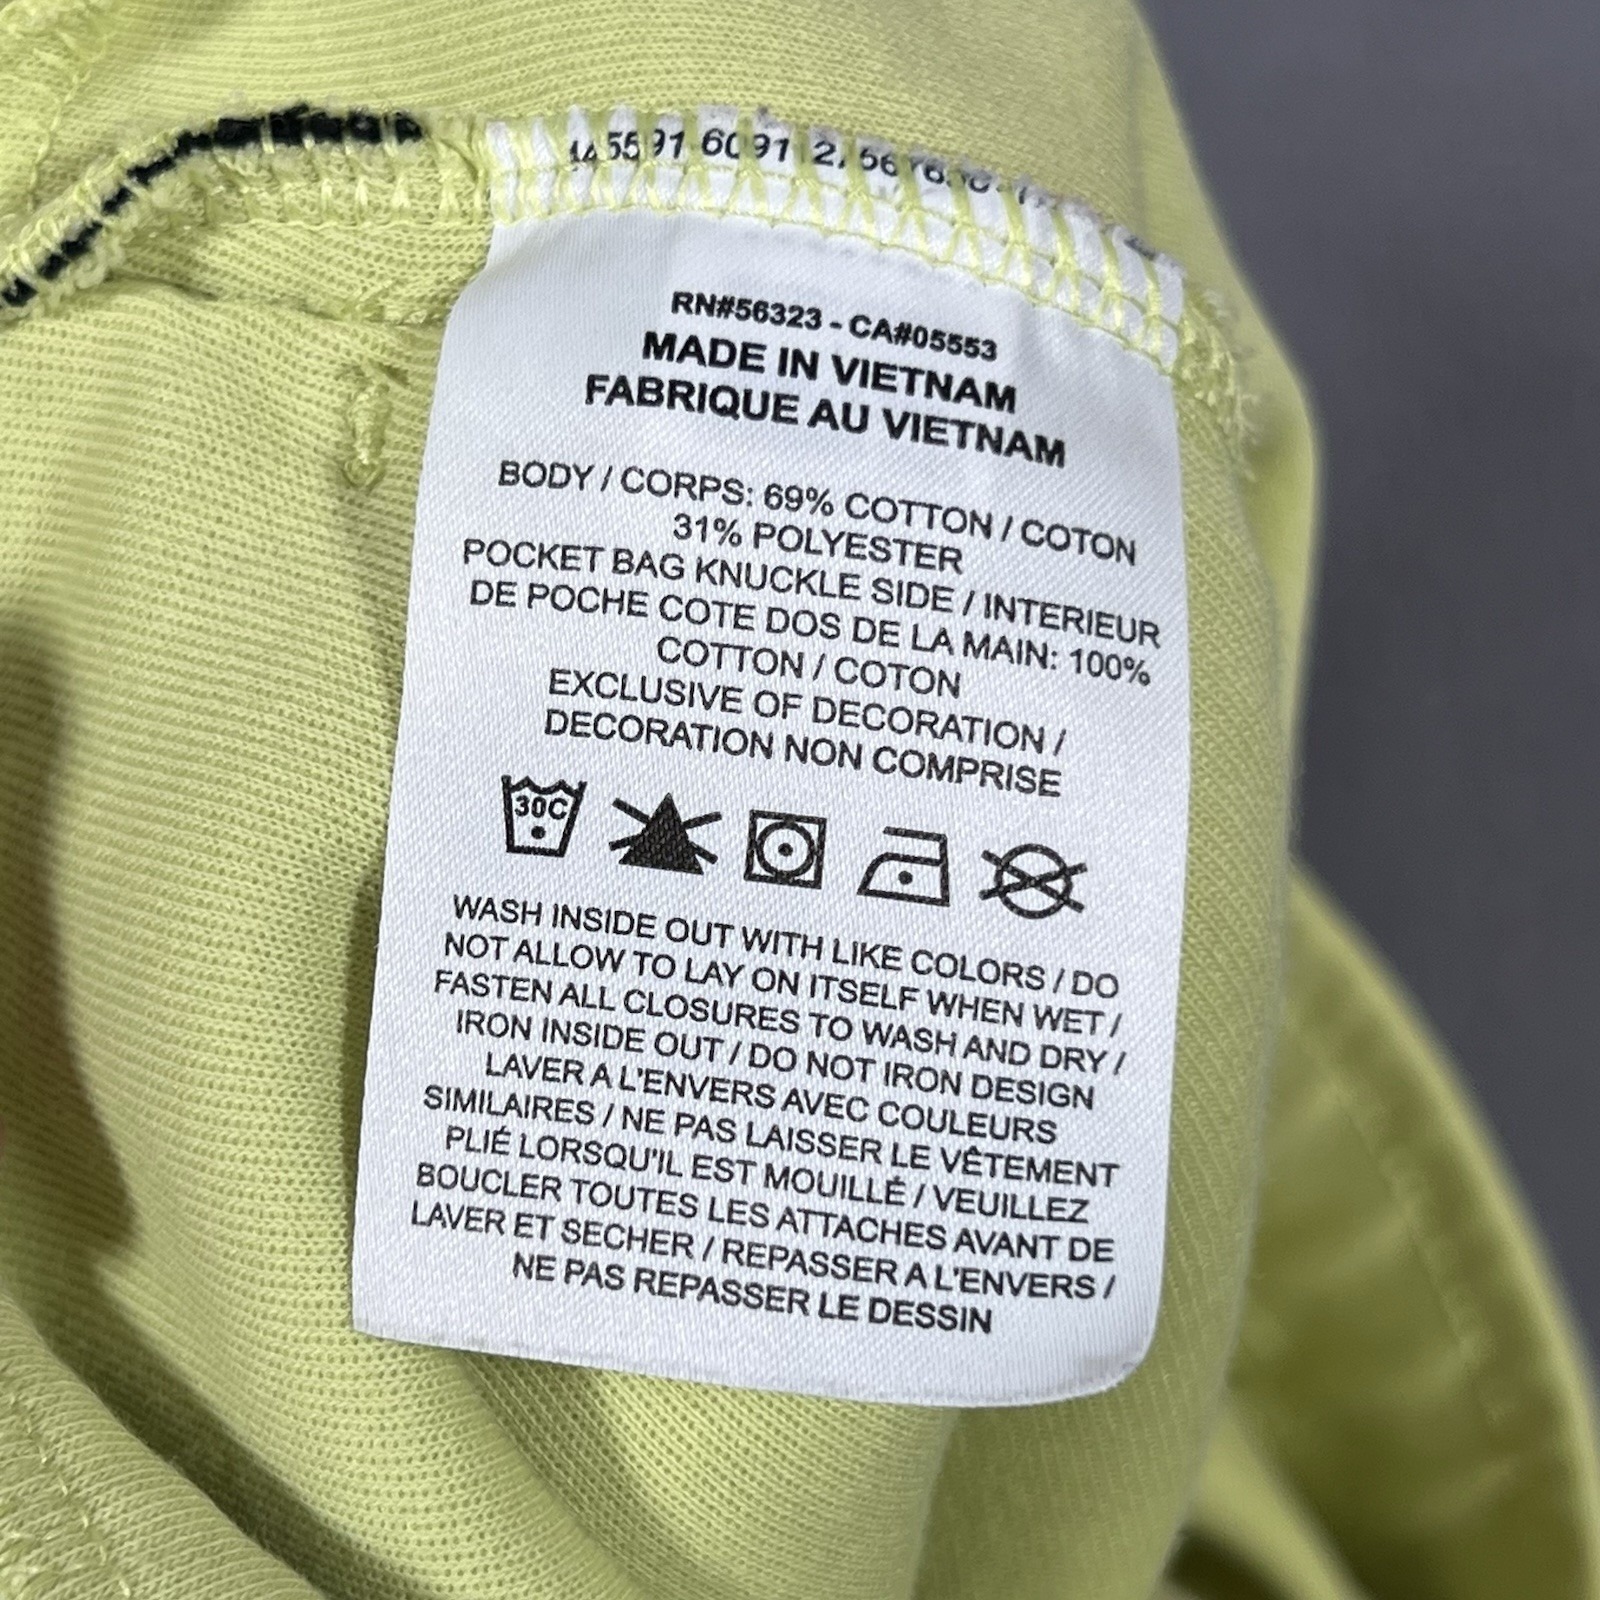 RN#56323 - CA#05553
MADE IN VIETNAM
FABRIQUE AU VIETNAM
BODY / CORPS: 69% COTTON / COTON
31% POLYESTER
POCKET BAG KNUCKLE SIDE / INTERIEUR
DE POCHE COTE DOS DE LA MAIN: 100%
COTTON / COTON
EXCLUSIVE OF DECORATION /
DECORATION NON COMPRISE
30C
WASH INSIDE OUT WITH LIKE COLORS / DO
NOT ALLOW TO LAY ON ITSELF WHEN WET /
FASTEN ALL CLOSURES TO WASH AND DRY /
IRON INSIDE OUT / DO NOT IRON DESIGN
LAVER A L'ENVERS AVEC COULEURS
SIMILAIRES / NE PAS LAISSER LE VÊTEMENT
PLIÉ LORSQU'IL EST MOUILLÉ / VEUILLEZ
BOUCLER TOUTES LES ATTACHES AVANT DE
LAVER ET SECHER / REPASSER A L'ENVERS /
NE PAS REPASSER LE DESSIN